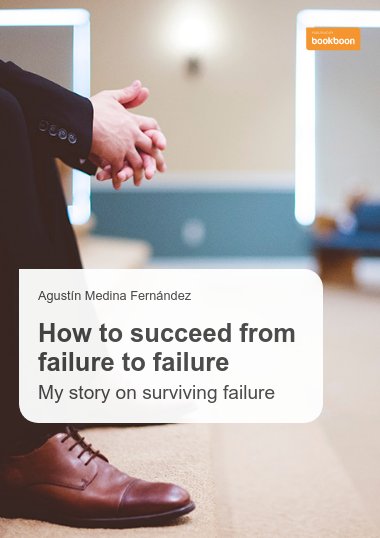 bookboon
Agustín Medina Fernández
How to succeed from
failure to failure
My story on surviving failure